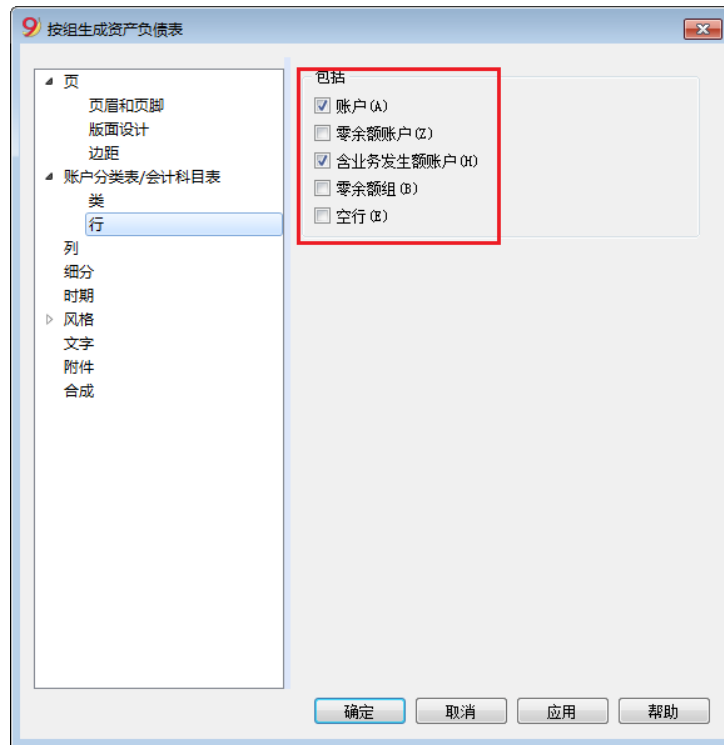 按组生成资产负债表
页
页眉和页脚
版面设计
边距
账户分类表/会计科目表
类
行
列
细分
时期
风格
文字
附件
合成
包括
账户(A)
零余额账户(Z)
含业务发生额账户(H)
零余额组(B)
空行(E)
确定
取消
应用
帮助